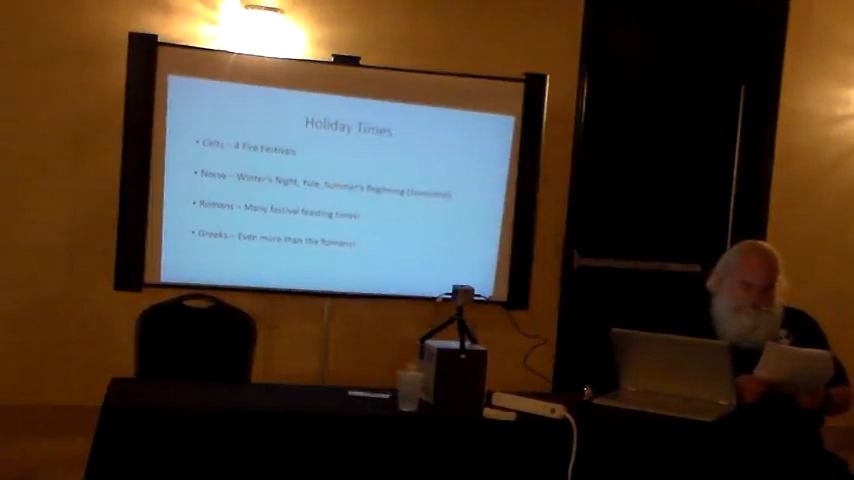 Holiday Times
• Celts – 4 Fire Festivals
• Norse – Winter's Night, Yule, Summer's Beginning
• Romans – Many festival feasting times!
• Greeks – Even more than the Romans!